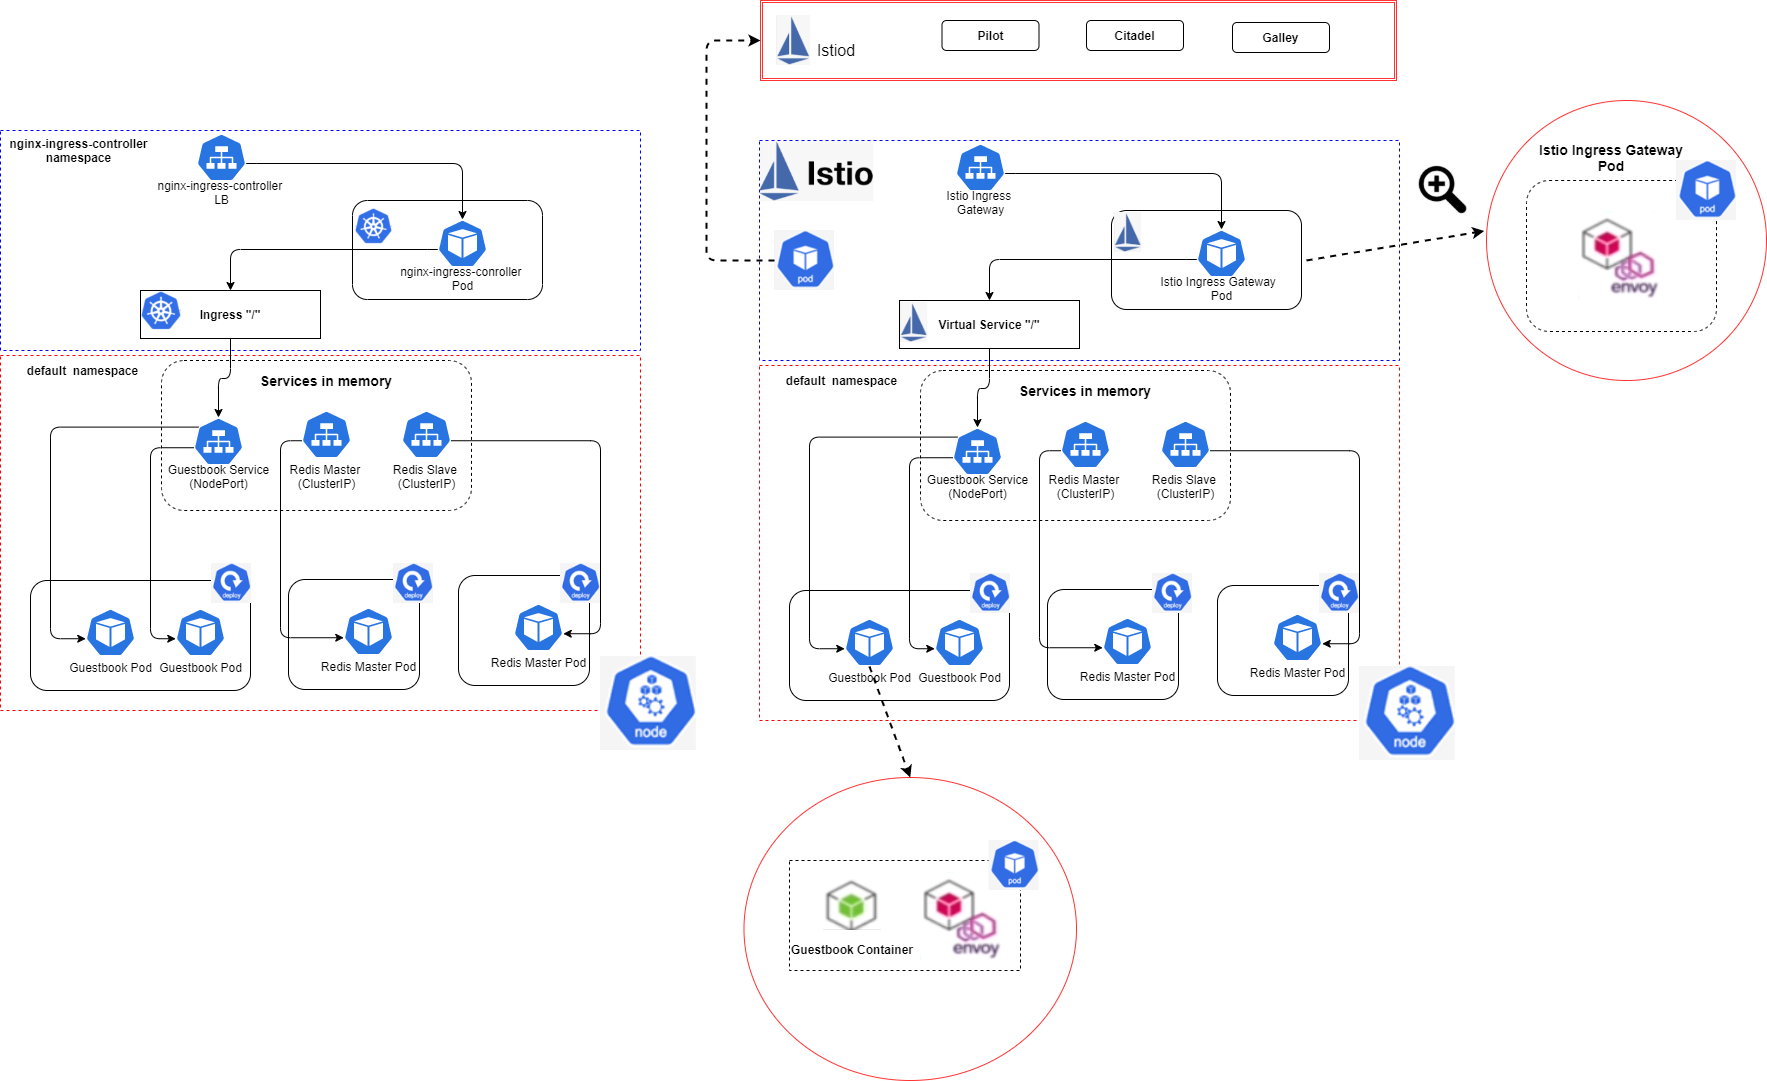 Pilot
Citadel
Galley
Istiod
nginx-ingress-controller
namespace
nginx-ingress-controller
LB
nginx-ingress-conroller
Pod
Ingress "/"
default namespace
Services in memory
Guestbook Service
(NodePort)
Redis Master
(ClusterIP)
Redis Slave
(ClusterIP)
deploy
deploy
deploy
Guestbook Pod
Guestbook Pod
Redis Master Pod
Redis Master Pod
node
Istio
Istio Ingress
Gateway
pod
Istio Ingress Gateway
Pod
Virtual Service "/"
default namespace
Services in memory
Guestbook Service
(NodePort)
Redis Master
(ClusterIP)
Redis Slave
(ClusterIP)
deploy
deploy
deploy
Guestbook Pod
Guestbook Pod
Redis Master Pod
Redis Master Pod
node
Istio Ingress Gateway
Pod
pod
envoy
pod
Guestbook Container
envoy